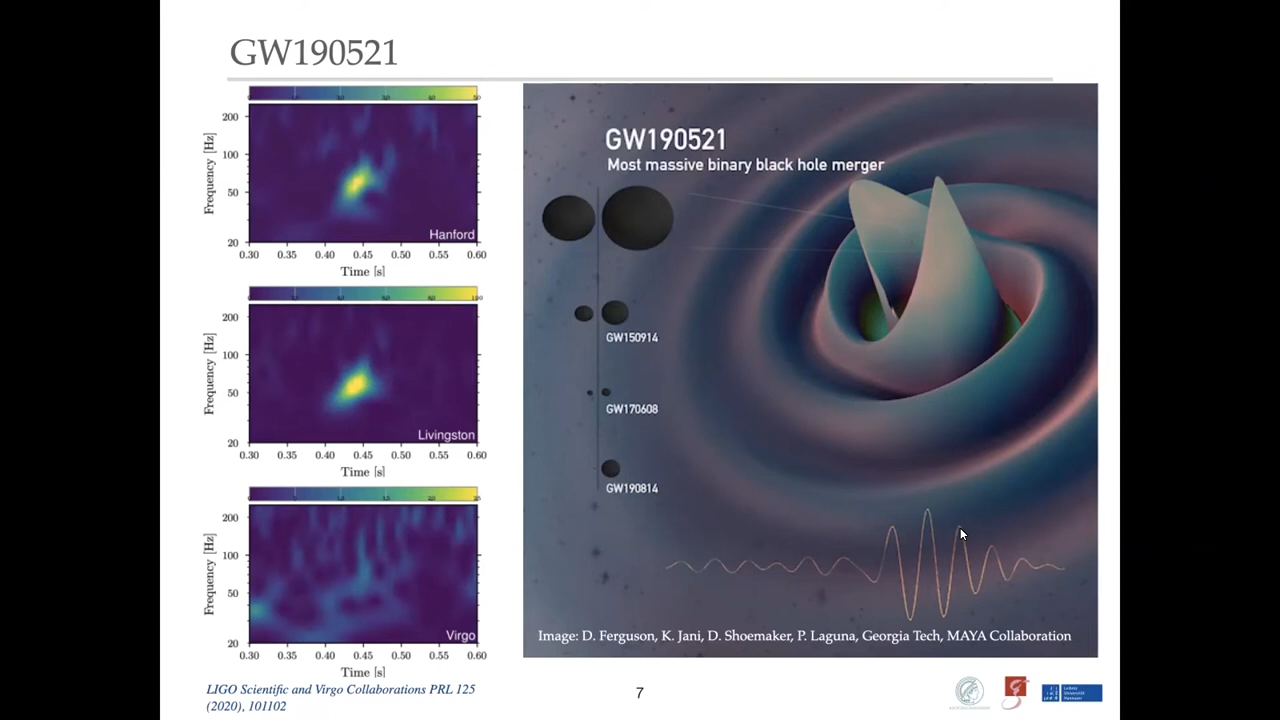 GW190521
200
100
50
20
Frequency [Hz]
Hanford
0.30 0.35 0.40 0.45 0.50 0.55 0.60
Time [s]
200
100
50
20
Frequency [Hz]
Livingston
0.30 0.35 0.40 0.45 0.50 0.55 0.60
Time [s]
200
100
50
20
Frequency [Hz]
Virgo
0.30 0.35 0.40 0.45 0.50 0.55 0.60
Time [s]
GW190521
Most massive binary black hole merger
GW150914
GW170608
GW190814
Image: D. Ferguson, K. Jani, D. Shoemaker, P. Laguna, Georgia Tech, MAYA Collaboration
LIGO Scientific and Virgo Collaborations PRL 125
(2020), 101102
7